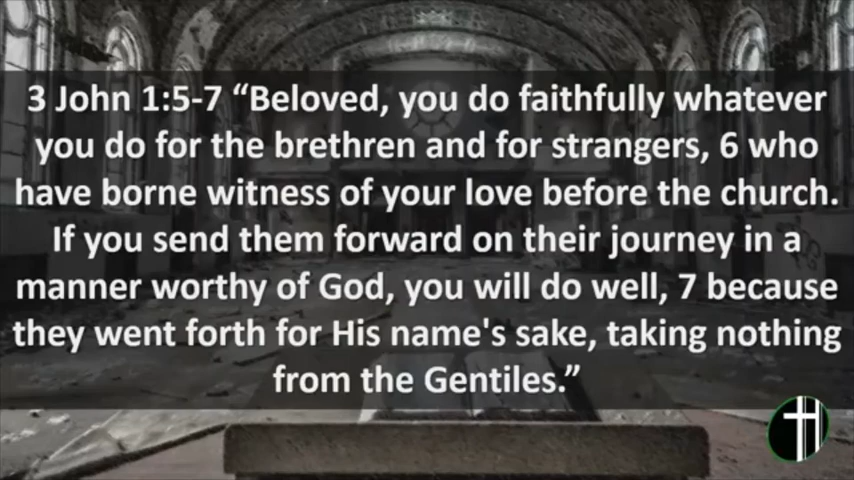 3 John 1:5-7 “Beloved, you do faithfully whatever
you do for the brethren and for strangers, 6 who
have borne witness of your love before the church.
If you send them forward on their journey in a
manner worthy of God, you will do well, 7 because
they went forth for His name's sake, taking nothing
from the Gentiles.”